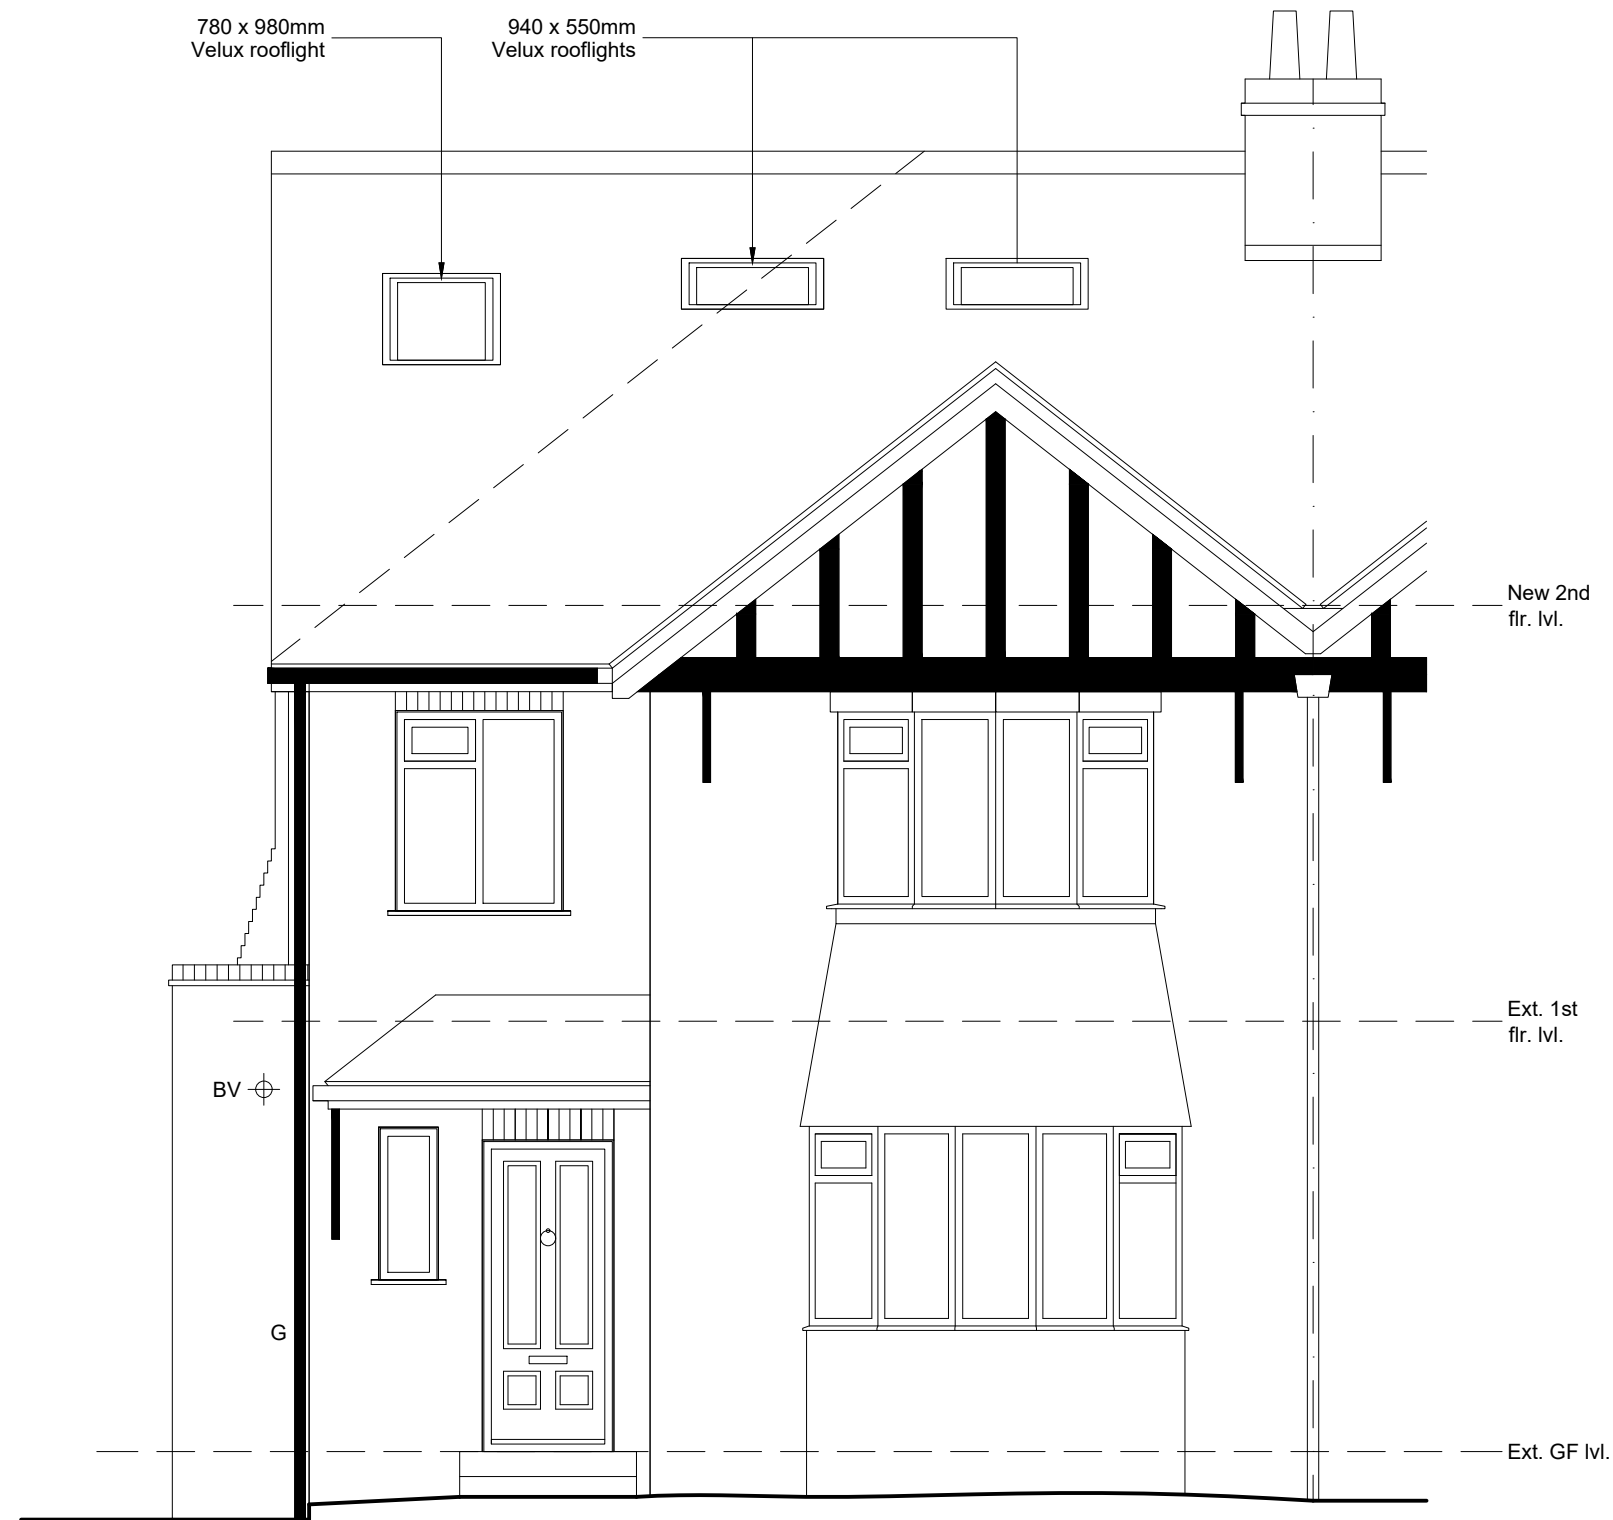 780 x 980mm
Velux rooflight
940 x 550mm
Velux rooflights
New 2nd
flr. lvl.
Ext. 1st
flr. lvl.
BV
G
Ext. GF lvl.